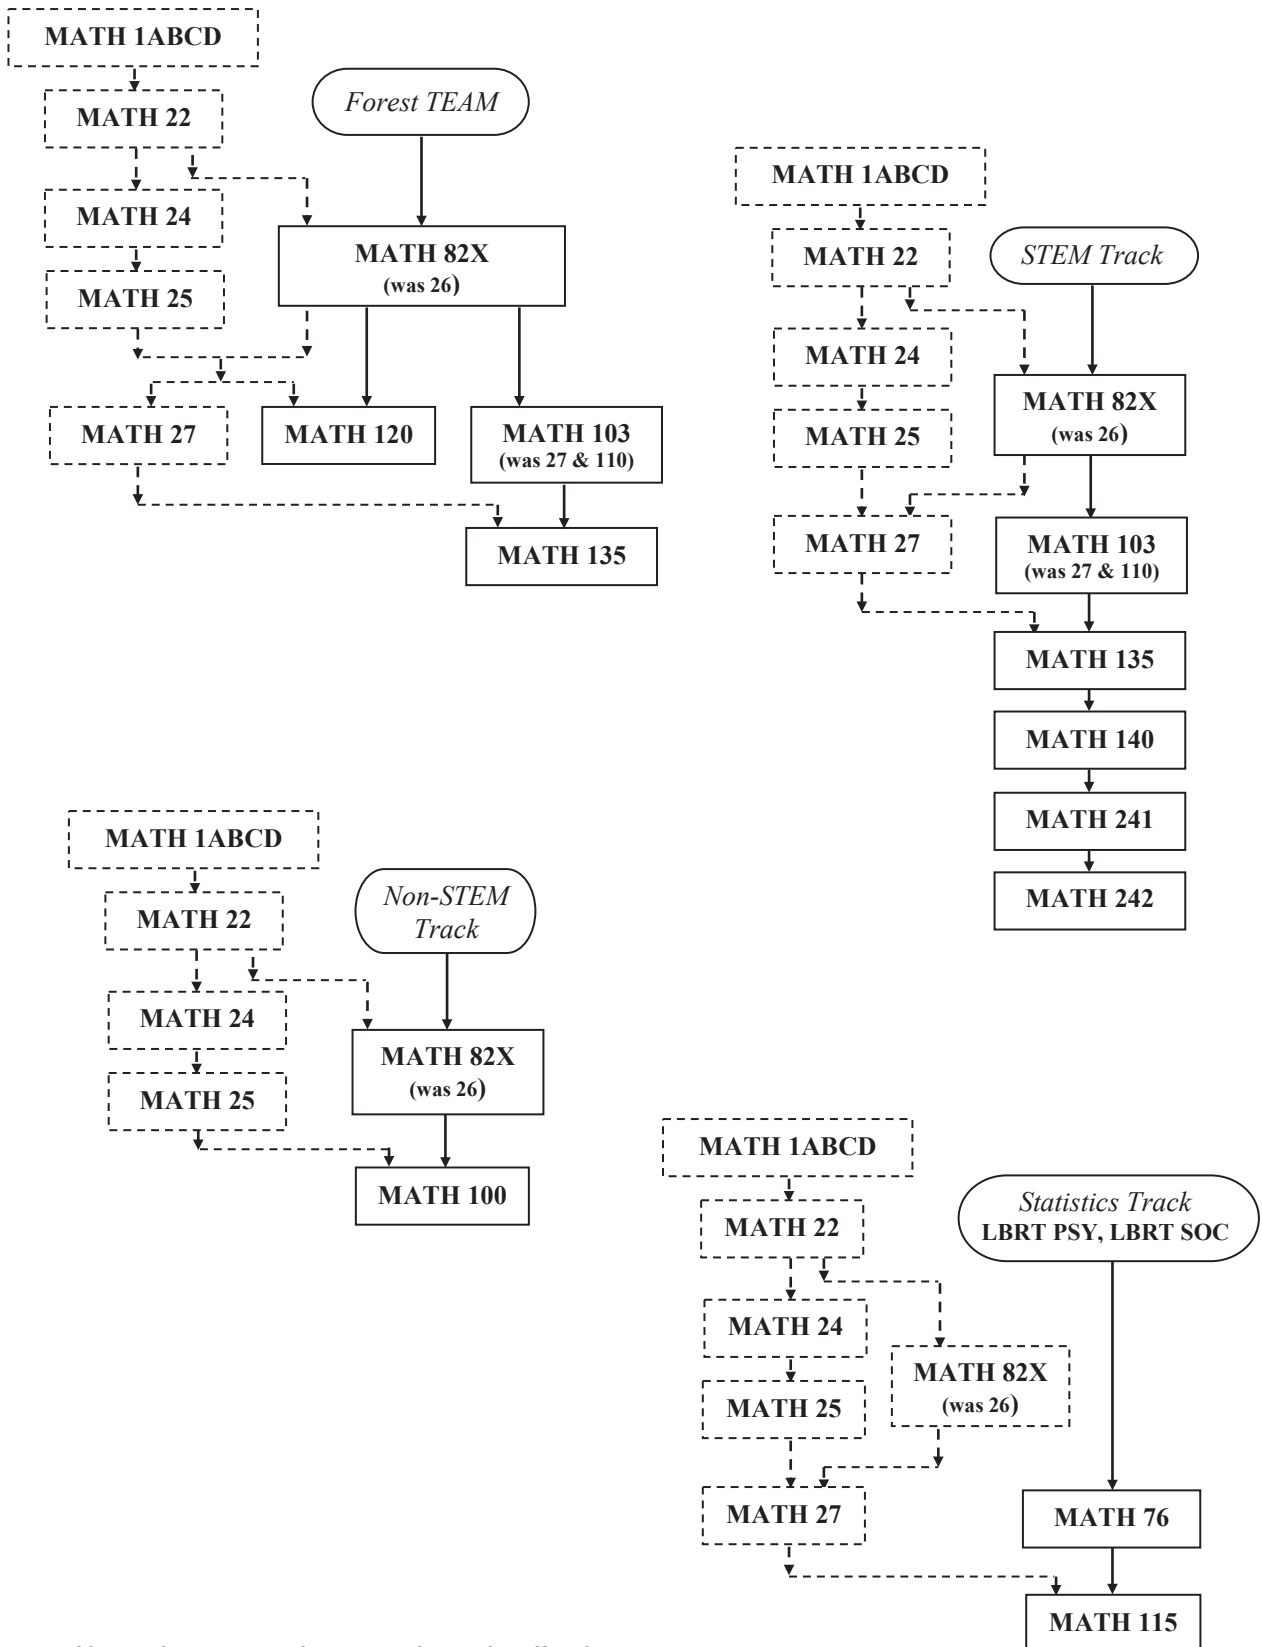 MATH 1ABCD
MATH 22
Forest TEAM
MATH 24
MATH 82X
(was 26)
MATH 25
MATH 27
MATH 120
MATH 103
(was 27 & 110)
MATH 135
MATH 1ABCD
MATH 22
STEM Track
MATH 24
MATH 82X
(was 26)
MATH 25
MATH 27
MATH 103
(was 27 & 110)
MATH 135
MATH 140
MATH 241
MATH 242
MATH 1ABCD
MATH 22
Non-STEM
Track
MATH 24
MATH 82X
(was 26)
MATH 25
MATH 100
MATH 1ABCD
MATH 22
Statistics Track
LBRT PSY, LBRT SOC
MATH 24
MATH 82X
(was 26)
MATH 25
MATH 27
MATH 76
MATH 115